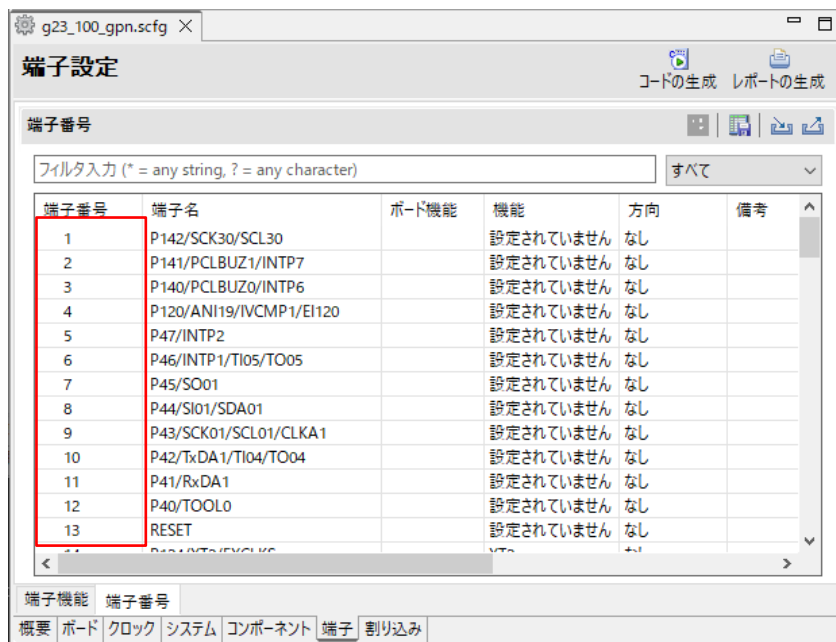 g23_100_gpn.scfg
端子設定
コードの生成 レポートの生成
端子番号
フィルタ入力 (* = any string, ? = any character) すべて
端子番号 端子名 ボード機能 機能 方向 備考
1 P142/SCK30/SCL30 設定されていません なし
2 P141/PCLBUZ1/INTP7 設定されていません なし
3 P140/PCLBUZ0/INTP6 設定されていません なし
4 P120/ANI19/IVCMP1/EI120 設定されていません なし
5 P47/INTP2 設定されていません なし
6 P46/INTP1/TI05/TO05 設定されていません なし
7 P45/SO01 設定されていません なし
8 P44/SI01/SDA01 設定されていません なし
9 P43/SCK01/SCL01/CLKA1 設定されていません なし
10 P42/TxDA1/TI04/TO04 設定されていません なし
11 P41/RxDA1 設定されていません なし
12 P40/TOOL0 設定されていません なし
13 RESET 設定されていません なし
端子機能 端子番号
概要 ボード クロック システム コンポーネント 端子 割り込み